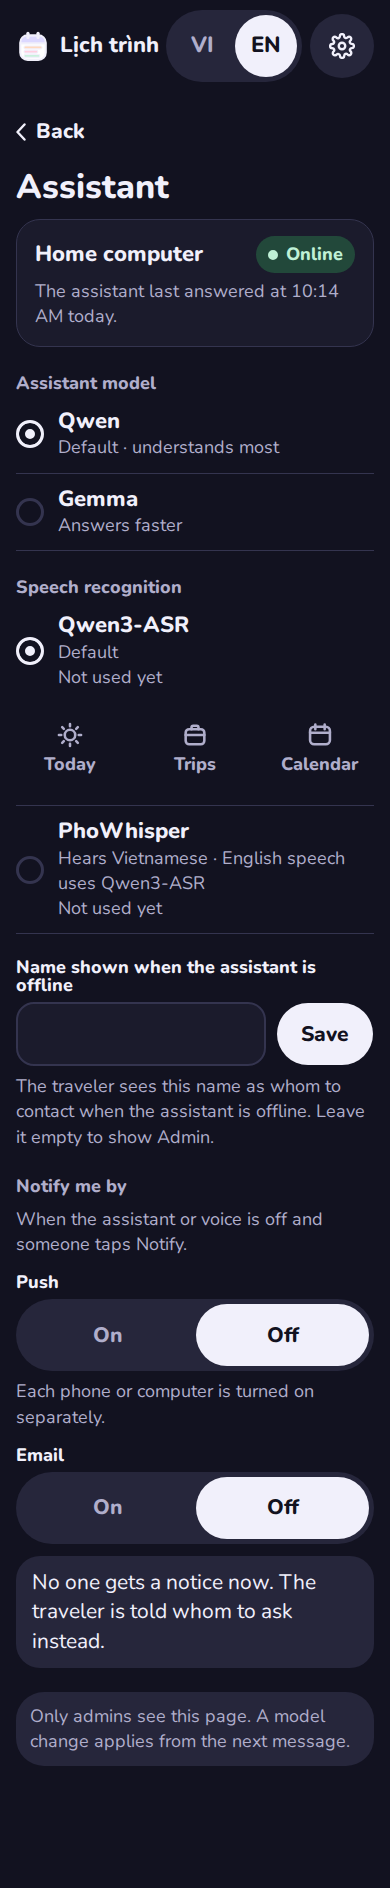 Lịch trình
VI
EN
Back
Assistant
Home computer
Online
The assistant last answered at 10:14
AM today.
Assistant model
Qwen
Default · understands most
Gemma
Answers faster
Speech recognition
Qwen3-ASR
Default
Not used yet
Today
Trips
Calendar
PhoWhisper
Hears Vietnamese · English speech
uses Qwen3-ASR
Not used yet
Name shown when the assistant is
offline
Save
The traveler sees this name as whom to
contact when the assistant is offline. Leave
it empty to show Admin.
Notify me by
When the assistant or voice is off and
someone taps Notify.
Push
On
Off
Each phone or computer is turned on
separately.
Email
On
Off
No one gets a notice now. The
traveler is told whom to ask
instead.
Only admins see this page. A model
change applies from the next message.